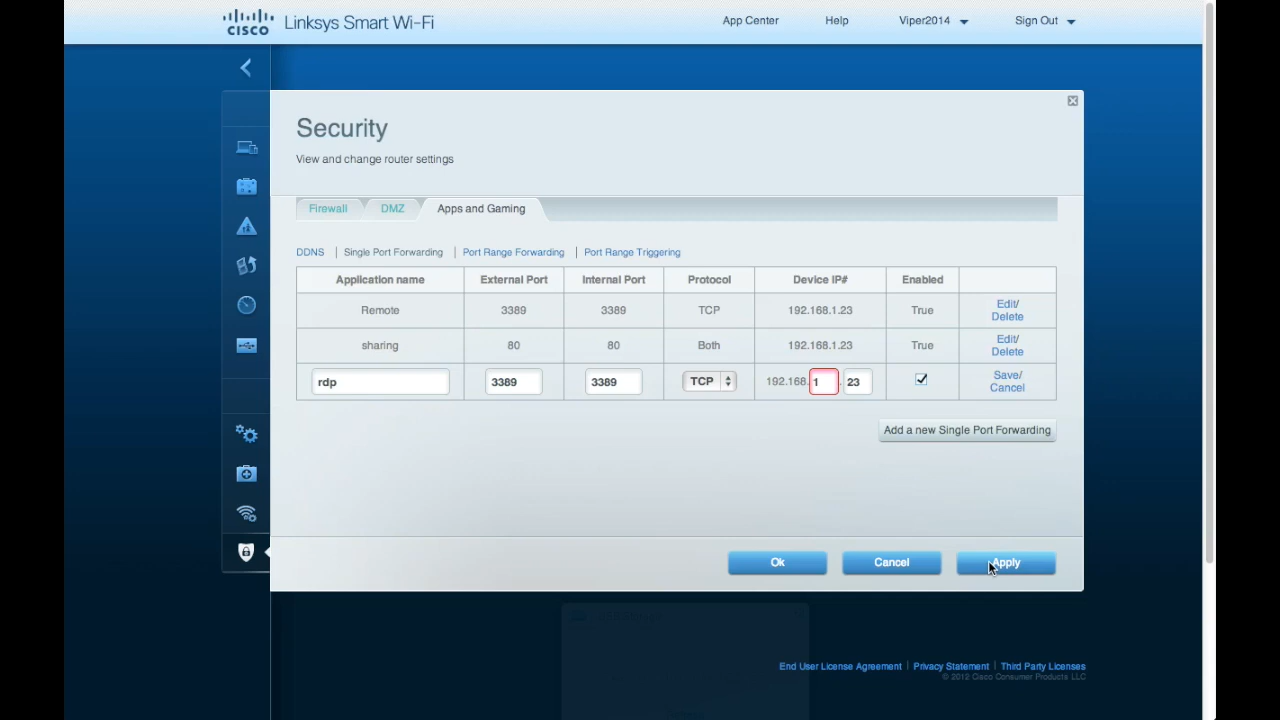 CISCO
Linksys Smart Wi-Fi
App Center
Help
Viper2014
Sign Out
Security
View and change router settings
Firewall
DMZ
Apps and Gaming
DDNS | Single Port Forwarding | Port Range Forwarding | Port Range Triggering
Application name External Port Internal Port Protocol Device IP# Enabled
Remote 3389 3389 TCP 192.168.1.23 True Edit/
Delete
sharing 80 80 Both 192.168.1.23 True Edit/
Delete
rdp 3389 3389 TCP 192.168. 1 . 23 Save/
Cancel
Add a new Single Port Forwarding
Ok
Cancel
Apply
End User License Agreement | Privacy Statement | Third Party Licenses
© 2012 Cisco Consumer Products LLC